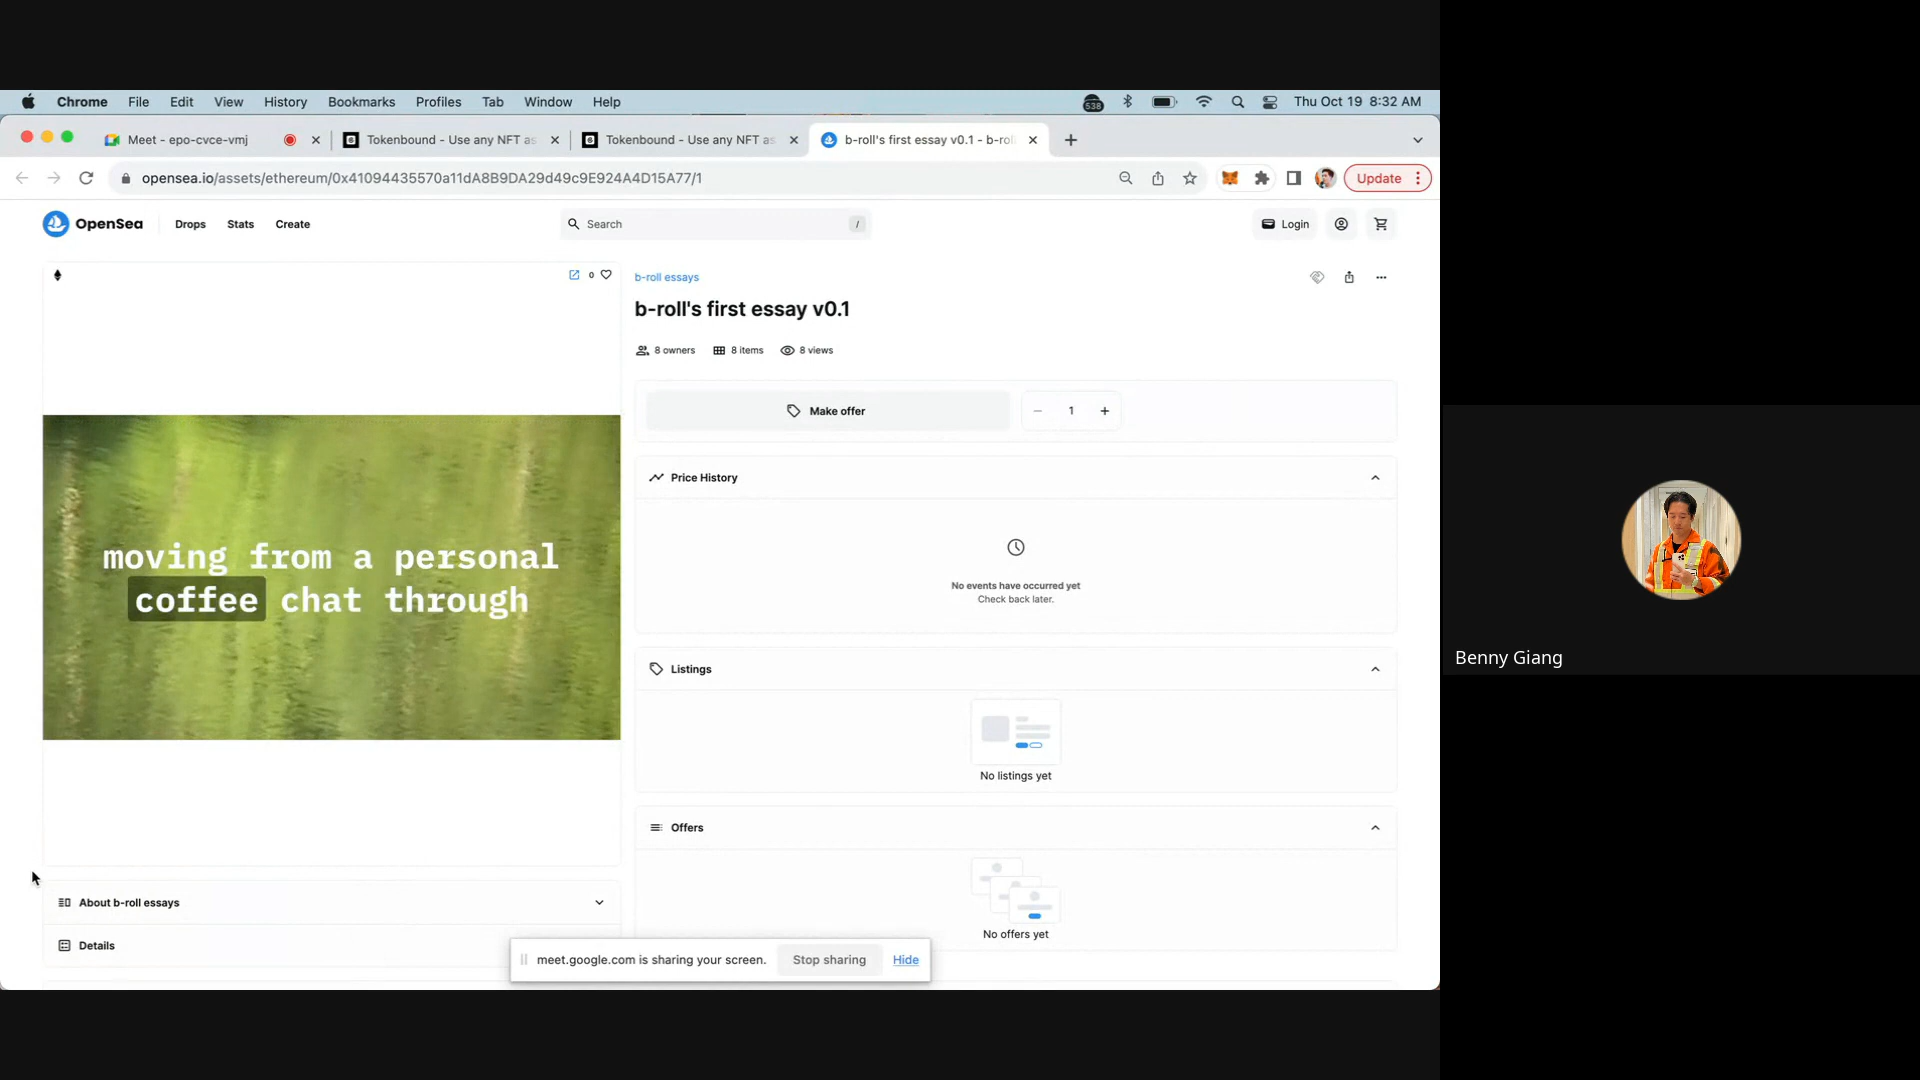 Chrome File Edit View History Bookmarks Profiles Tab Window Help 538 Thu Oct 19 8:32 AM
Meet - epo-cvce-vmj Tokenbound - Use any NFT as Tokenbound - Use any NFT as b-roll's first essay v0.1 - b-rol
opensea.io/assets/ethereum/0x41094435570a11dA8B9DA29d49c9E924A4D15A77/1 Update
OpenSea Drops Stats Create Search / Login
0
b-roll essays
b-roll's first essay v0.1
8 owners 8 items 8 views
Make offer 1
Price History
No events have occurred yet
Check back later.
moving from a personal
coffee chat through
Listings
No listings yet
Offers
No offers yet
About b-roll essays
Details
meet.google.com is sharing your screen. Stop sharing Hide
Benny Giang